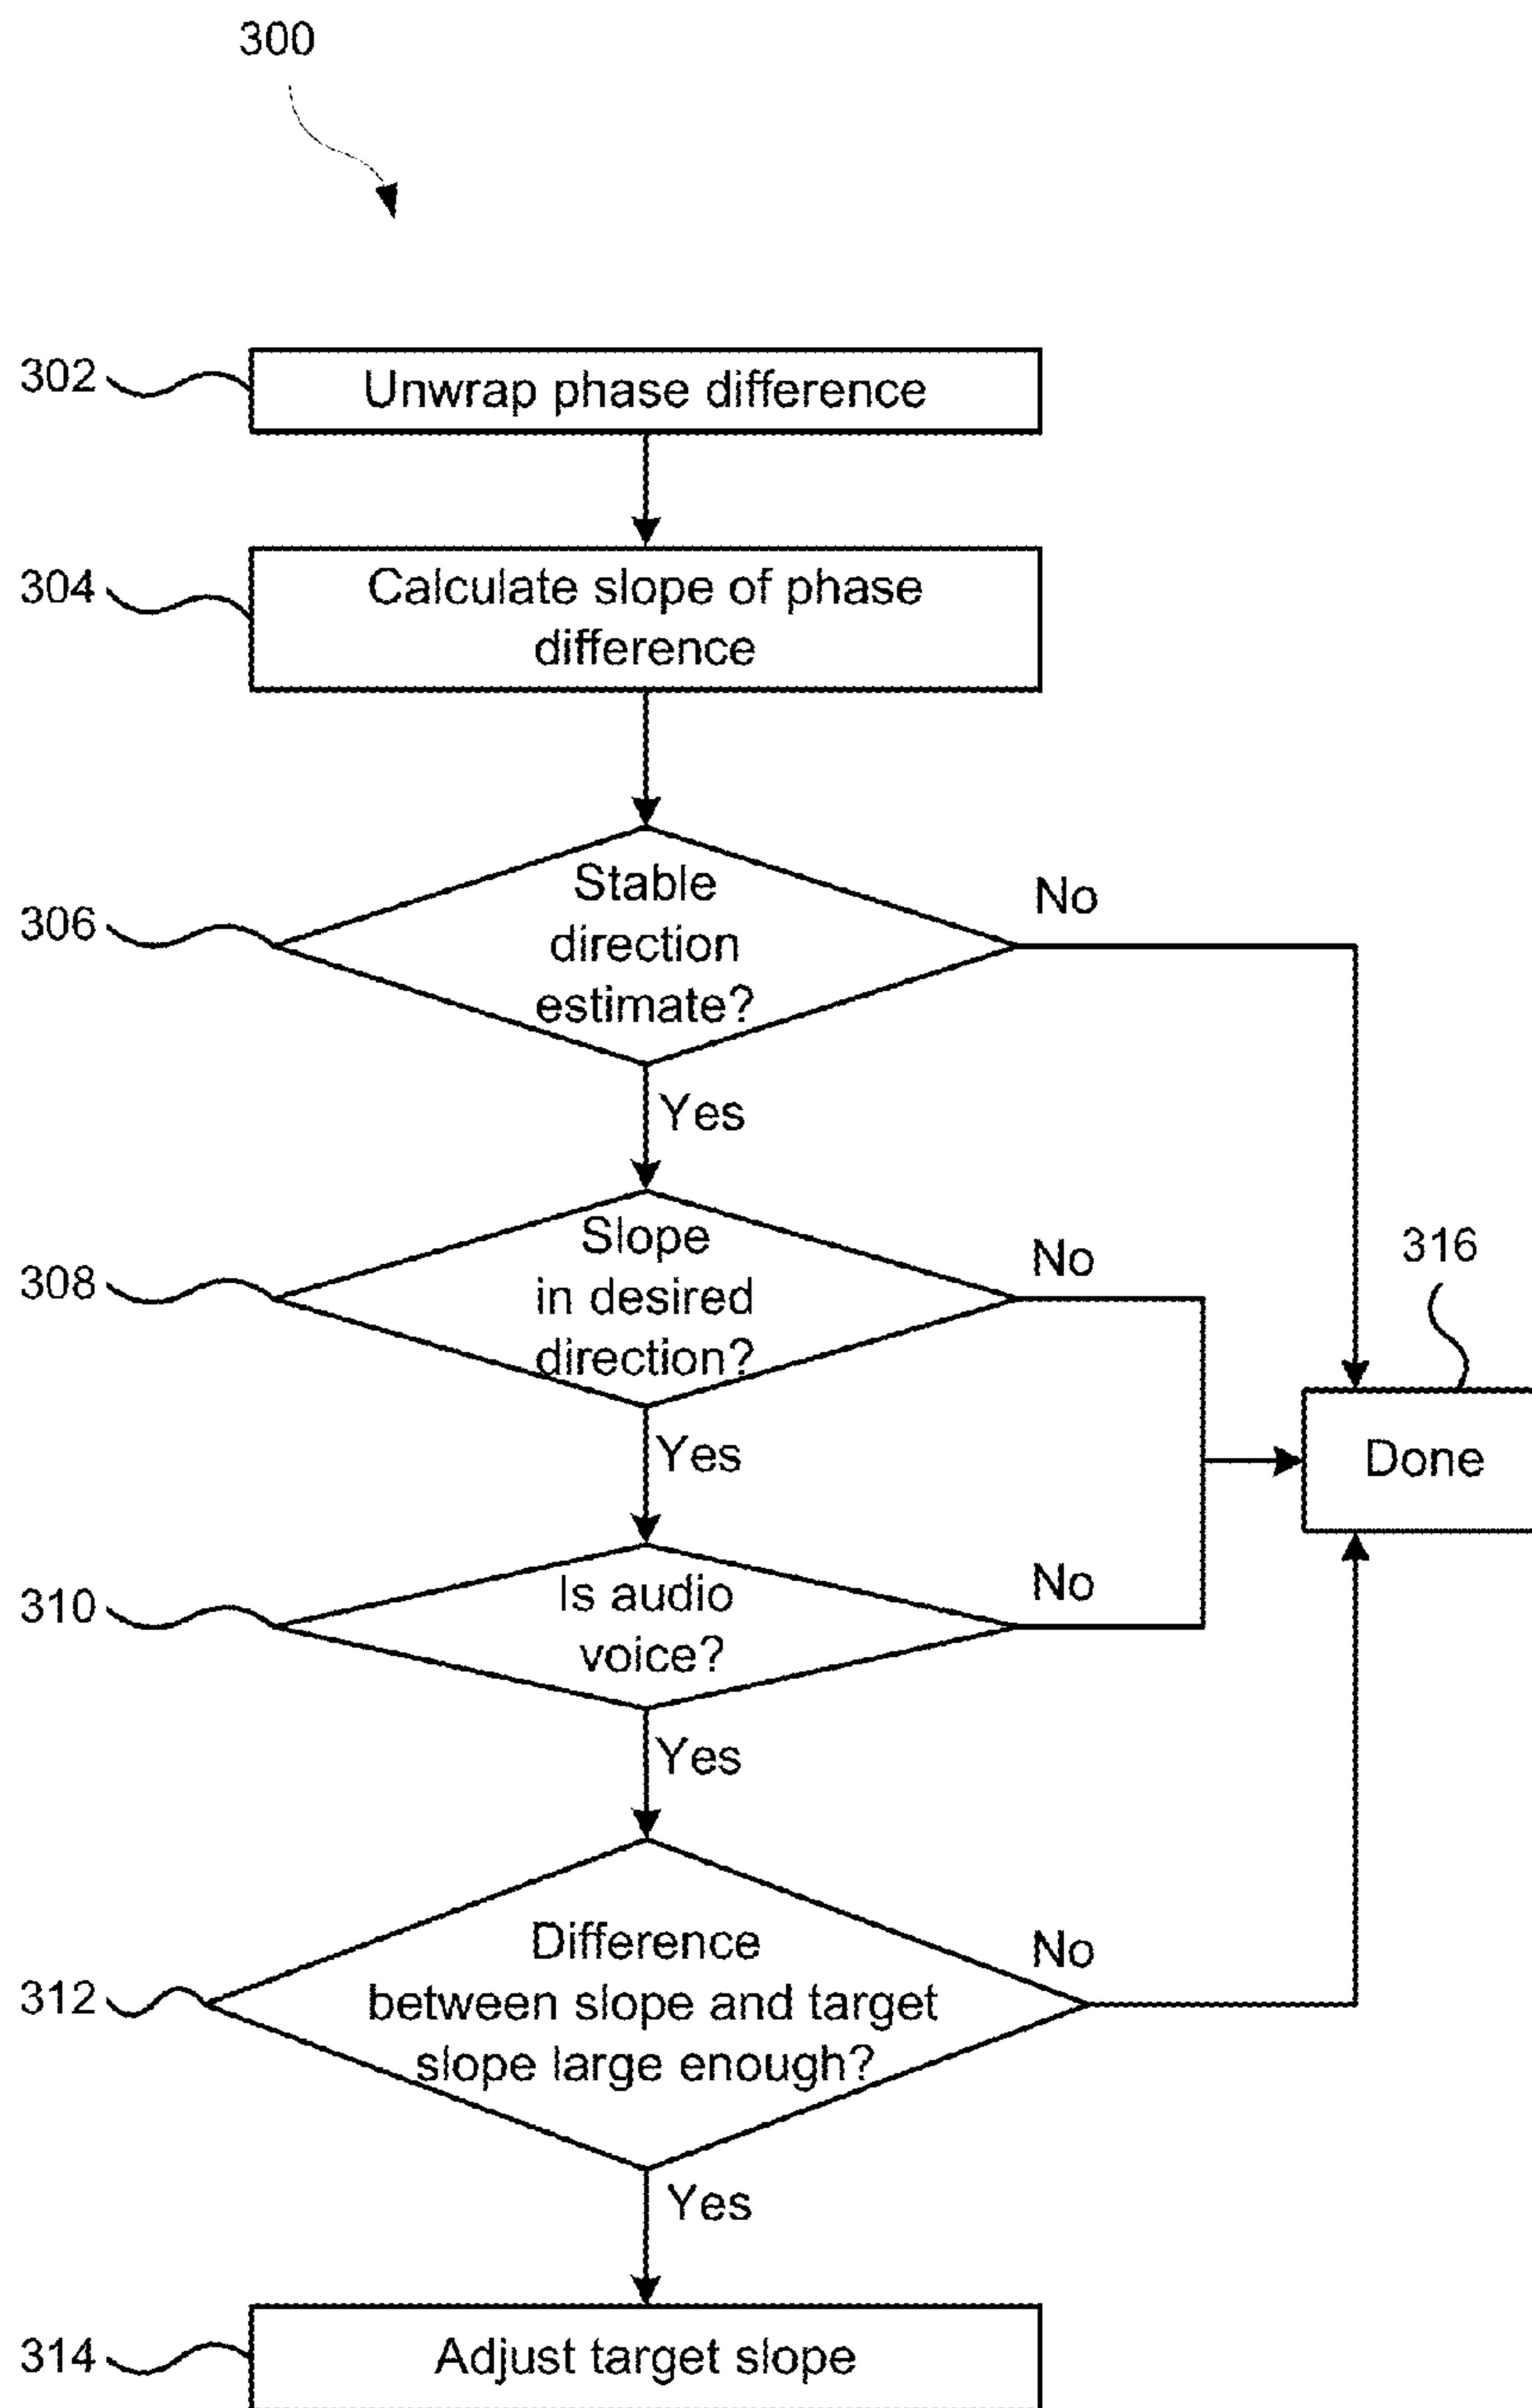 300
302
Unwrap phase difference
304
Calculate slope of phase
difference
306
Stable
direction
estimate?
No
Yes
308
Slope
in desired
direction?
No
316
Done
Yes
310
Is audio
voice?
No
Yes
312
Difference
between slope and target
slope large enough?
No
Yes
314
Adjust target slope